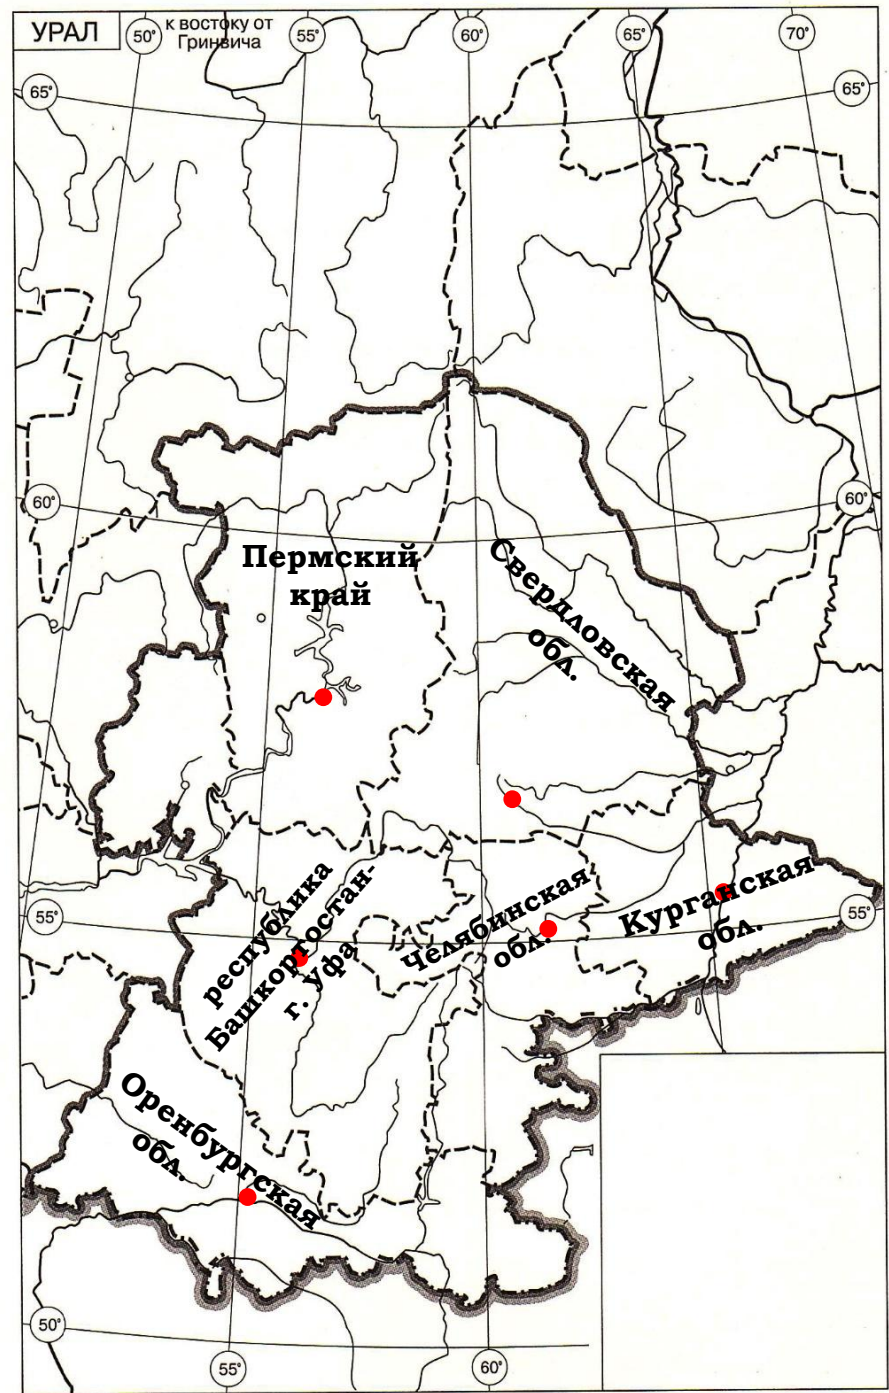 УРАЛ
50°
к востоку от
Гринвича
55°
60°
65°
70°
65°
65°
60°
60°
Пермский
край
Свердловская
обл.
республика
Башкортостан-
г. уфа
Челябинская
обл.
Курганская
обл.
55°
55°
Оренбургская
обл.
50°
55°
60°